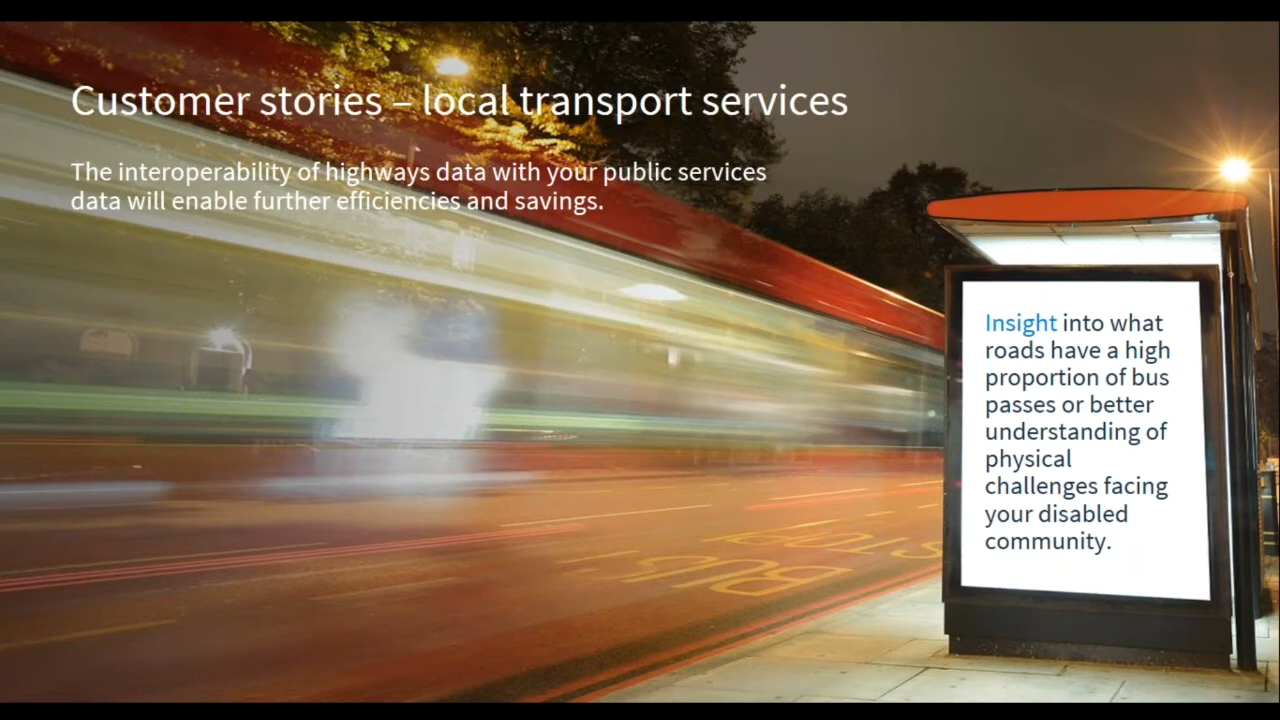 Customer stories – local transport services
The interoperability of highways data with your public services
data will enable further efficiencies and savings.
Insight into what
roads have a high
proportion of bus
passes or better
understanding of
physical
challenges facing
your disabled
community.
BUS
STOP